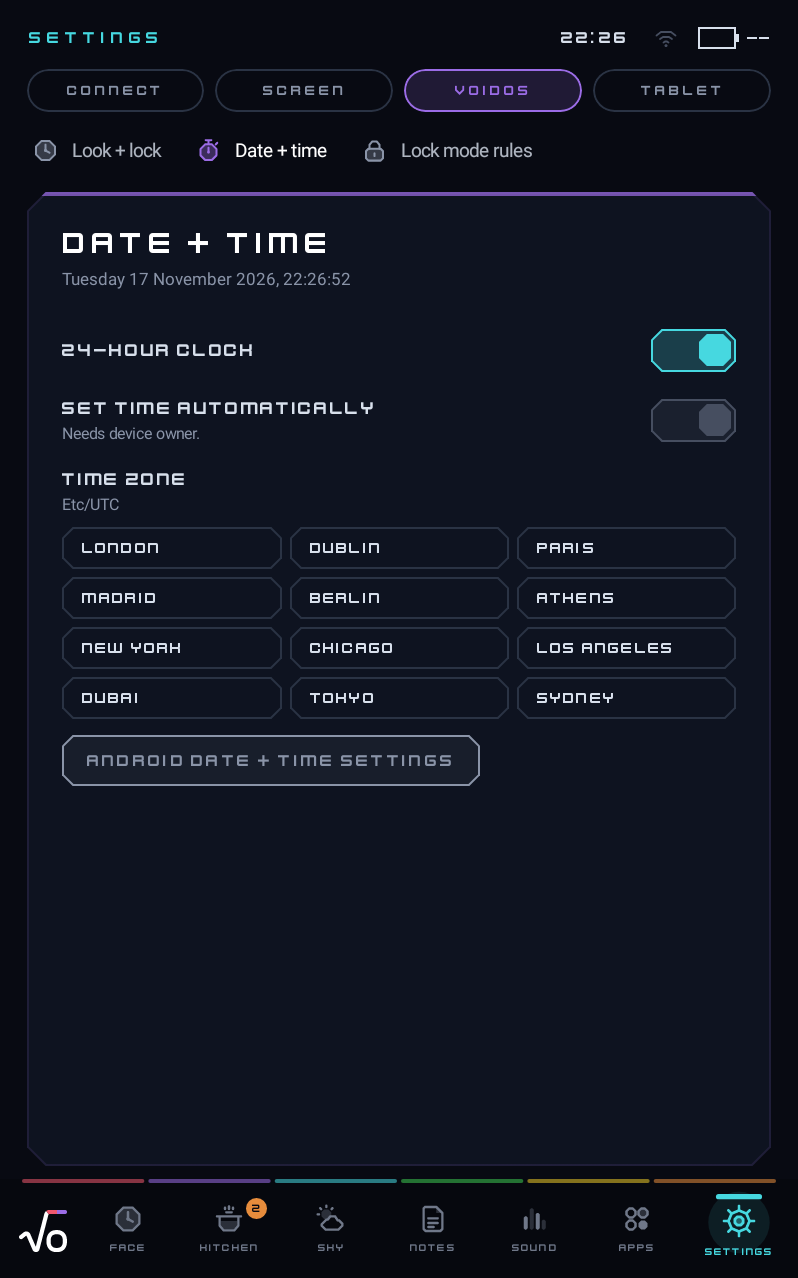 SETTINGS
22:26
--
CONNECT
SCREEN
VOIDOS
TABLET
Look + lock
Date + time
Lock mode rules
DATE + TIME
Tuesday 17 November 2026, 22:26:52
24-HOUR CLOCK
SET TIME AUTOMATICALLY
Needs device owner.
TIME ZONE
Etc/UTC
LONDON
DUBLIN
PARIS
MADRID
BERLIN
ATHENS
NEW YORK
CHICAGO
LOS ANGELES
DUBAI
TOKYO
SYDNEY
ANDROID DATE + TIME SETTINGS
2
FACE
KITCHEN
SKY
NOTES
SOUND
APPS
SETTINGS